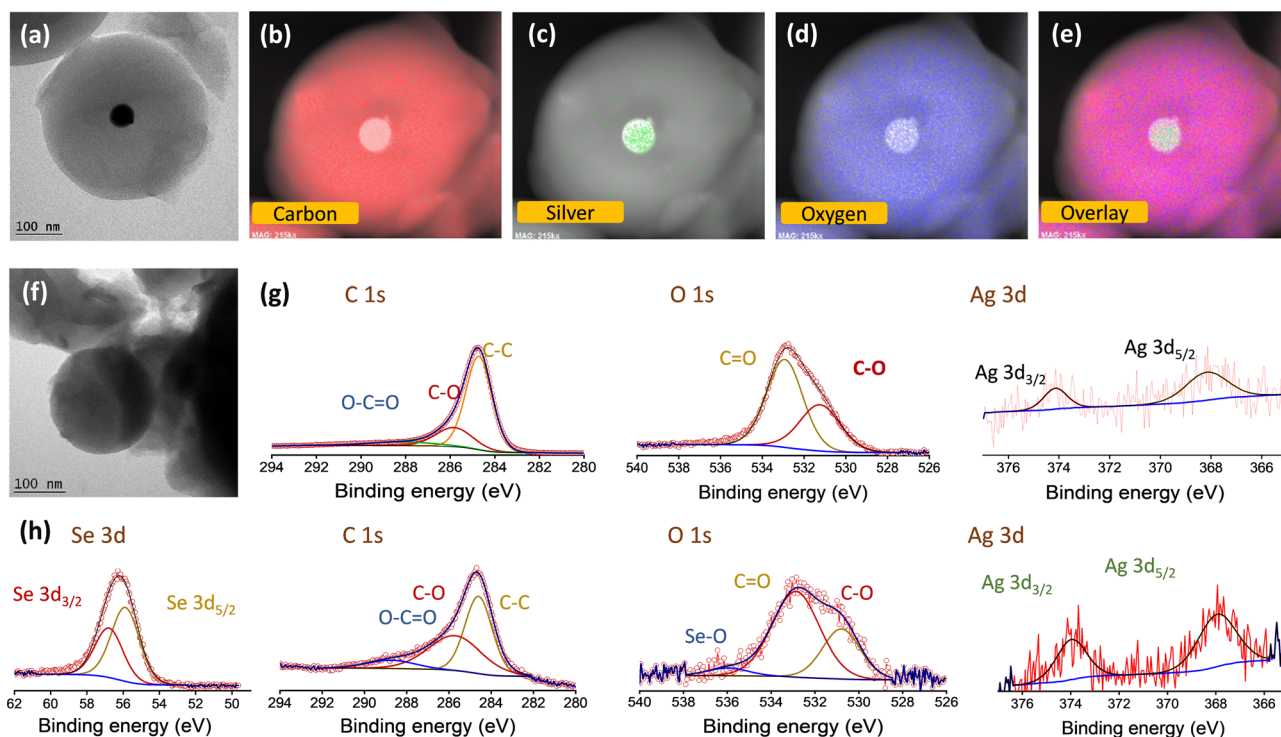 (a)
100 nm
(b)
Carbon
MAG: 215kx
(c)
Silver
MAG: 215kx
(d)
Oxygen
MAG: 215kx
(e)
Overlay
MAG: 215kx
(f)
100 nm
(g)
C 1s
C-C
C-O
O-C=O
294 292 290 288 286 284 282 280
Binding energy (eV)
O 1s
C=O
C-O
540 538 536 534 532 530 528 526
Binding energy (eV)
Ag 3d
Ag 3d5/2
Ag 3d3/2
376 374 372 370 368 366
Binding energy (eV)
(h)
Se 3d
Se 3d3/2
Se 3d5/2
62 60 58 56 54 52 50
Binding energy (eV)
C 1s
C-O
O-C=O
C-C
294 292 290 288 286 284 282 280
Binding energy (eV)
O 1s
C=O
C-O
Se-O
540 538 536 534 532 530 528 526
Binding energy (eV)
Ag 3d
Ag 3d5/2
Ag 3d3/2
376 374 372 370 368 366
Binding energy (eV)